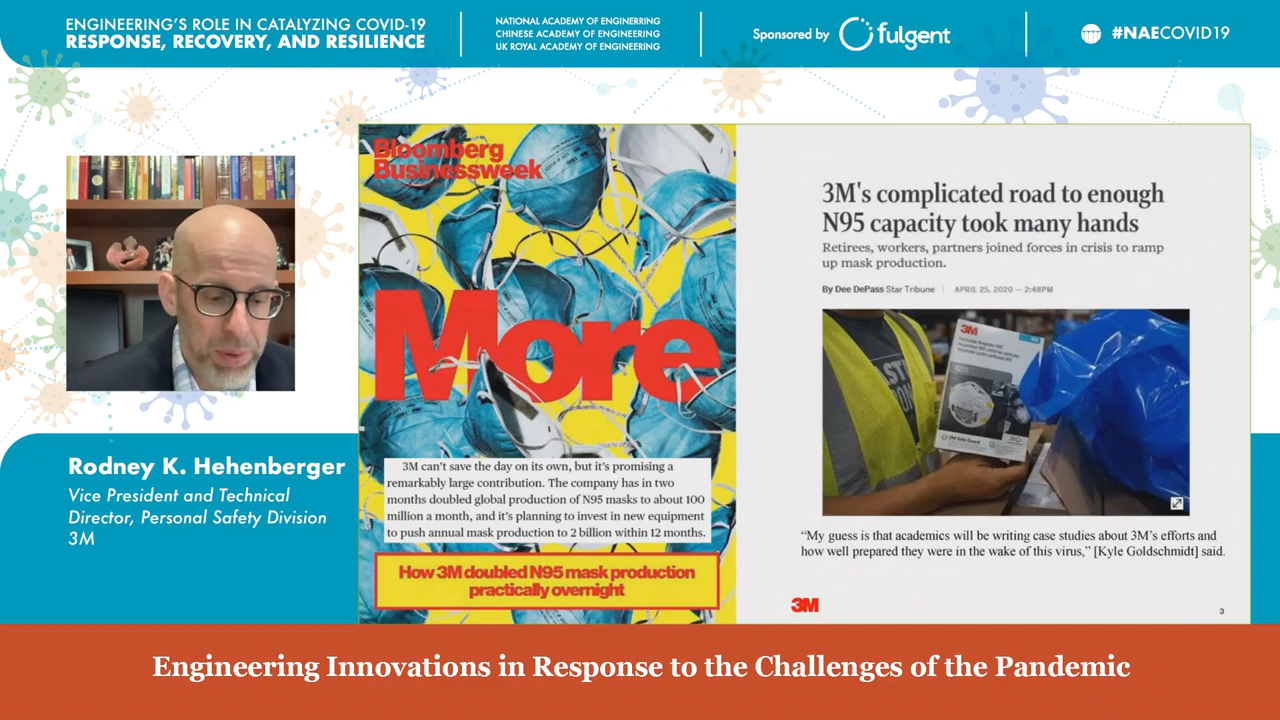 ENGINEERING'S ROLE IN CATALYZING COVID-19
RESPONSE, RECOVERY, AND RESILIENCE
NATIONAL ACADEMY OF ENGINERRING
CHINESE ACADEMY OF ENGINEERING
UK ROYAL ACADEMY OF ENGINEERING
Sponsored by fulgent
#NAECOVID19
Bloomberg
Businessweek
More
3M can't save the day on its own, but it's promising a
remarkably large contribution. The company has in two
months doubled global production of N95 masks to about 100
million a month, and it's planning to invest in new equipment
to push annual mask production to 2 billion within 12 months.
How 3M doubled N95 mask production
practically overnight
3M's complicated road to enough
N95 capacity took many hands
Retirees, workers, partners joined forces in crisis to ramp
up mask production.
By Dee DePass Star Tribune | APRIL 25, 2020 — 2:48PM
3M
"My guess is that academics will be writing case studies about 3M's efforts and
how well prepared they were in the wake of this virus," [Kyle Goldschmidt] said.
3M
3
Rodney K. Hehenberger
Vice President and Technical
Director, Personal Safety Division
3M
Engineering Innovations in Response to the Challenges of the Pandemic